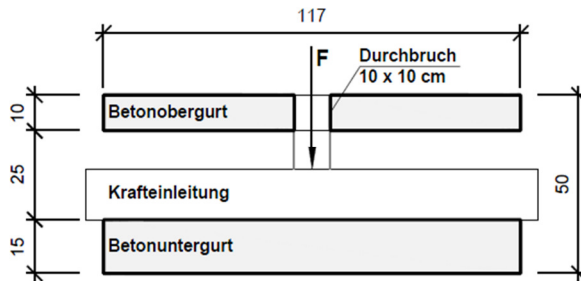 117
F
Durchbruch
10 x 10 cm
10
Betonobergurt
25
Krafteinleitung
50
15
Betonuntergurt